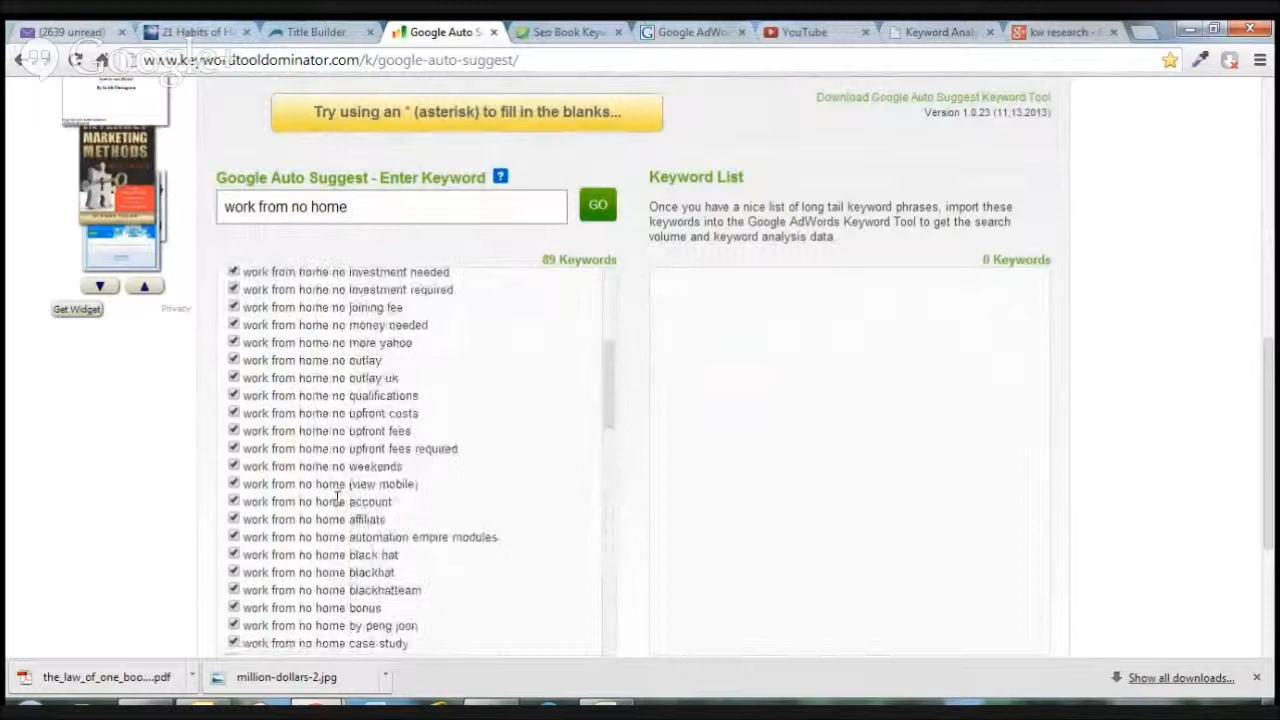 (2639 unread)
21 Habits of H
Title Builder
Google Auto S
Seo Book Keyw
Google AdWo
YouTube
Keyword Anal
kw research -
Google+
www.keywordtooldominator.com/k/google-auto-suggest/
MARKETING
METHODS
Get Widget
Privacy
Try using an * (asterisk) to fill in the blanks...
Download Google Auto Suggest Keyword Tool
Version 1.0.23 (11.13.2013)
Google Auto Suggest - Enter Keyword ?
work from no home
GO
89 Keywords
work from home no investment needed
work from home no investment required
work from home no joining fee
work from home no money needed
work from home no more yahoo
work from home no outlay
work from home no outlay uk
work from home no qualifications
work from home no upfront costs
work from home no upfront fees
work from home no upfront fees required
work from home no weekends
work from no home (view mobile)
work from no home account
work from no home affiliate
work from no home automation empire modules
work from no home black hat
work from no home blackhat
work from no home blackhatteam
work from no home bonus
work from no home by peng joon
work from no home case study
Keyword List
Once you have a nice list of long tail keyword phrases, import these
keywords into the Google AdWords Keyword Tool to get the search
volume and keyword analysis data.
0 Keywords
the_law_of_one_boo....pdf
million-dollars-2.jpg
Show all downloads...